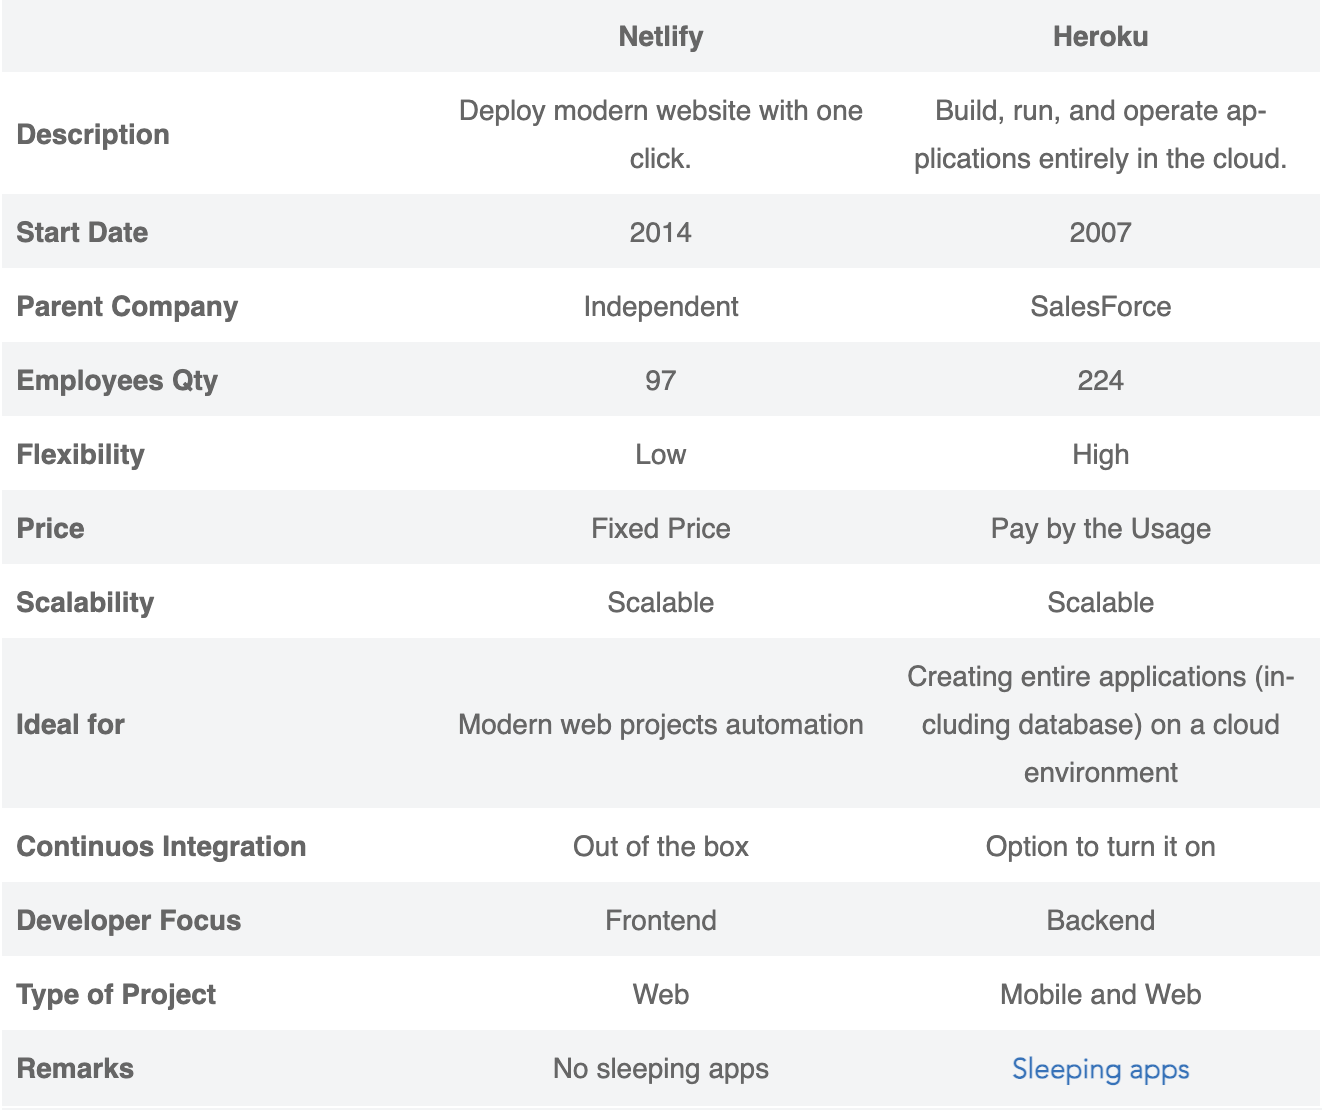 Netlify Heroku
Description Deploy modern website with one click. Build, run, and operate ap-
plications entirely in the cloud.
Start Date 2014 2007
Parent Company Independent SalesForce
Employees Qty 97 224
Flexibility Low High
Price Fixed Price Pay by the Usage
Scalability Scalable Scalable
Ideal for Modern web projects automation Creating entire applications (in-
cluding database) on a cloud
environment
Continuos Integration Out of the box Option to turn it on
Developer Focus Frontend Backend
Type of Project Web Mobile and Web
Remarks No sleeping apps Sleeping apps